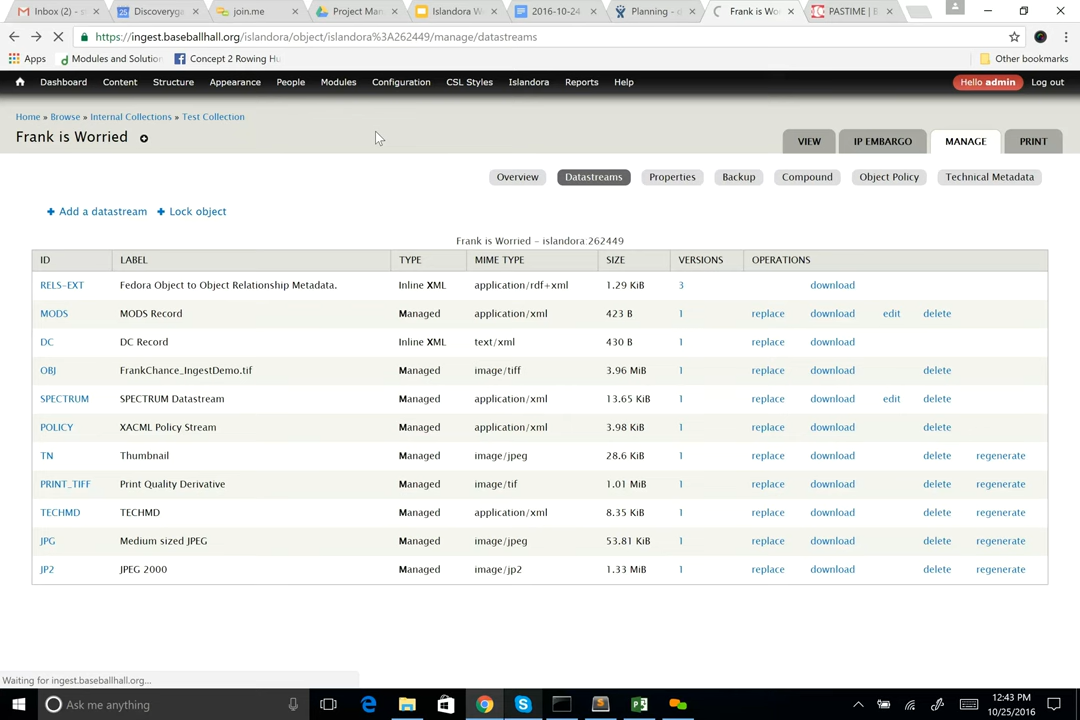 Inbox (2) - s
Discoveryga
join.me
Project Man
Islandora W
2016-10-24
Planning - d
Frank is Wor
PASTIME | B
https://ingest.baseballhall.org/islandora/object/islandora%3A262449/manage/datastreams
Apps Modules and Solution Concept 2 Rowing Hu Other bookmarks
Dashboard Content Structure Appearance People Modules Configuration CSL Styles Islandora Reports Help Hello admin Log out
Home » Browse » Internal Collections » Test Collection
Frank is Worried
VIEW IP EMBARGO MANAGE PRINT
Overview Datastreams Properties Backup Compound Object Policy Technical Metadata
Add a datastream Lock object
Frank is Worried - islandora:262449
ID LABEL TYPE MIME TYPE SIZE VERSIONS OPERATIONS
RELS-EXT Fedora Object to Object Relationship Metadata. Inline XML application/rdf+xml 1.29 KiB 3 download
MODS MODS Record Managed application/xml 423 B 1 replace download edit delete
DC DC Record Inline XML text/xml 430 B 1 replace download
OBJ FrankChance_IngestDemo.tif Managed image/tiff 3.96 MiB 1 replace download delete
SPECTRUM SPECTRUM Datastream Managed application/xml 13.65 KiB 1 replace download edit delete
POLICY XACML Policy Stream Managed application/xml 3.98 KiB 1 replace download delete
TN Thumbnail Managed image/jpeg 28.6 KiB 1 replace download delete regenerate
PRINT_TIFF Print Quality Derivative Managed image/tif 1.01 MiB 1 replace download delete regenerate
TECHMD TECHMD Managed application/xml 8.35 KiB 1 replace download delete regenerate
JPG Medium sized JPEG Managed image/jpeg 53.81 KiB 1 replace download delete regenerate
JP2 JPEG 2000 Managed image/jp2 1.33 MiB 1 replace download delete regenerate
Waiting for ingest.baseballhall.org...
Ask me anything
12:43 PM
10/25/2016